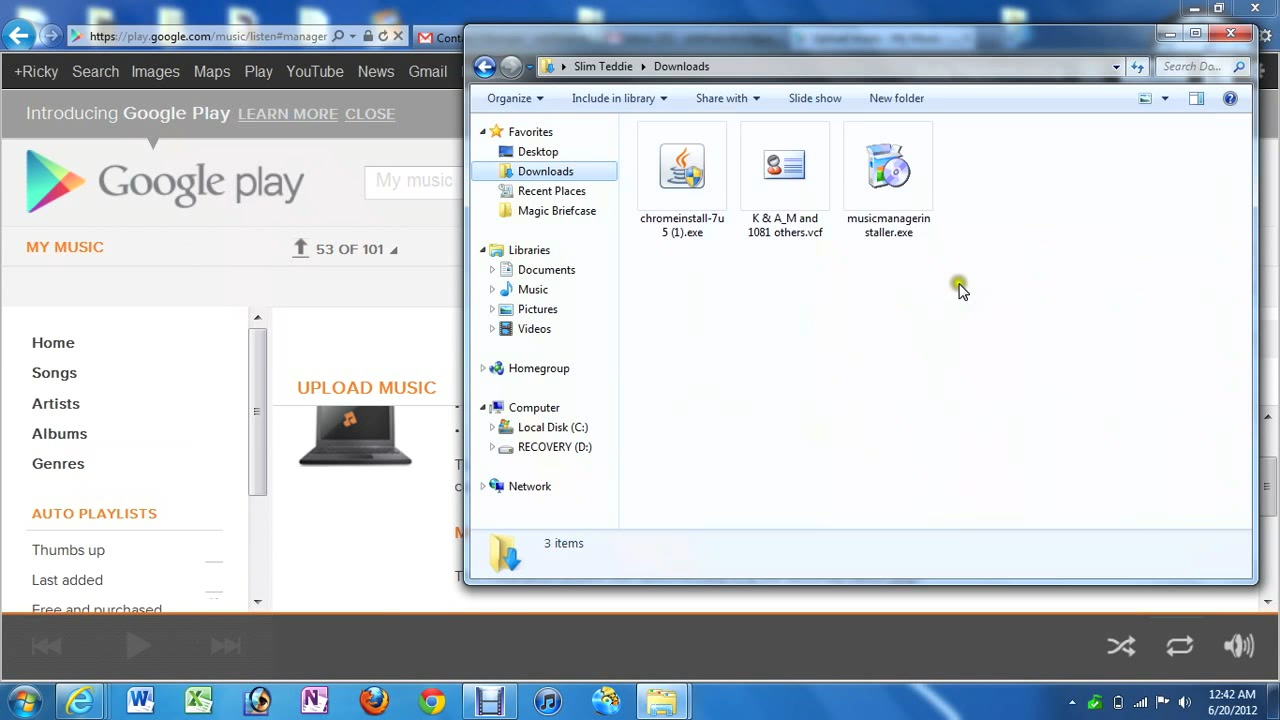 https://play.google.com/music/listen#manager
+Ricky Search Images Maps Play YouTube News Gmail
Introducing Google Play LEARN MORE CLOSE
Google play
My music
MY MUSIC
53 OF 101
Home
Songs
Artists
Albums
Genres
AUTO PLAYLISTS
Thumbs up
Last added
Free and purchased
UPLOAD MUSIC
Slim Teddie Downloads
Search Do...
Organize Include in library Share with Slide show New folder
Favorites
Desktop
Downloads
Recent Places
Magic Briefcase
Libraries
Documents
Music
Pictures
Videos
Homegroup
Computer
Local Disk (C:)
RECOVERY (D:)
Network
chromeinstall-7u
5 (1).exe
K & A_M and
1081 others.vcf
musicmanagerin
staller.exe
3 items
12:42 AM
6/20/2012